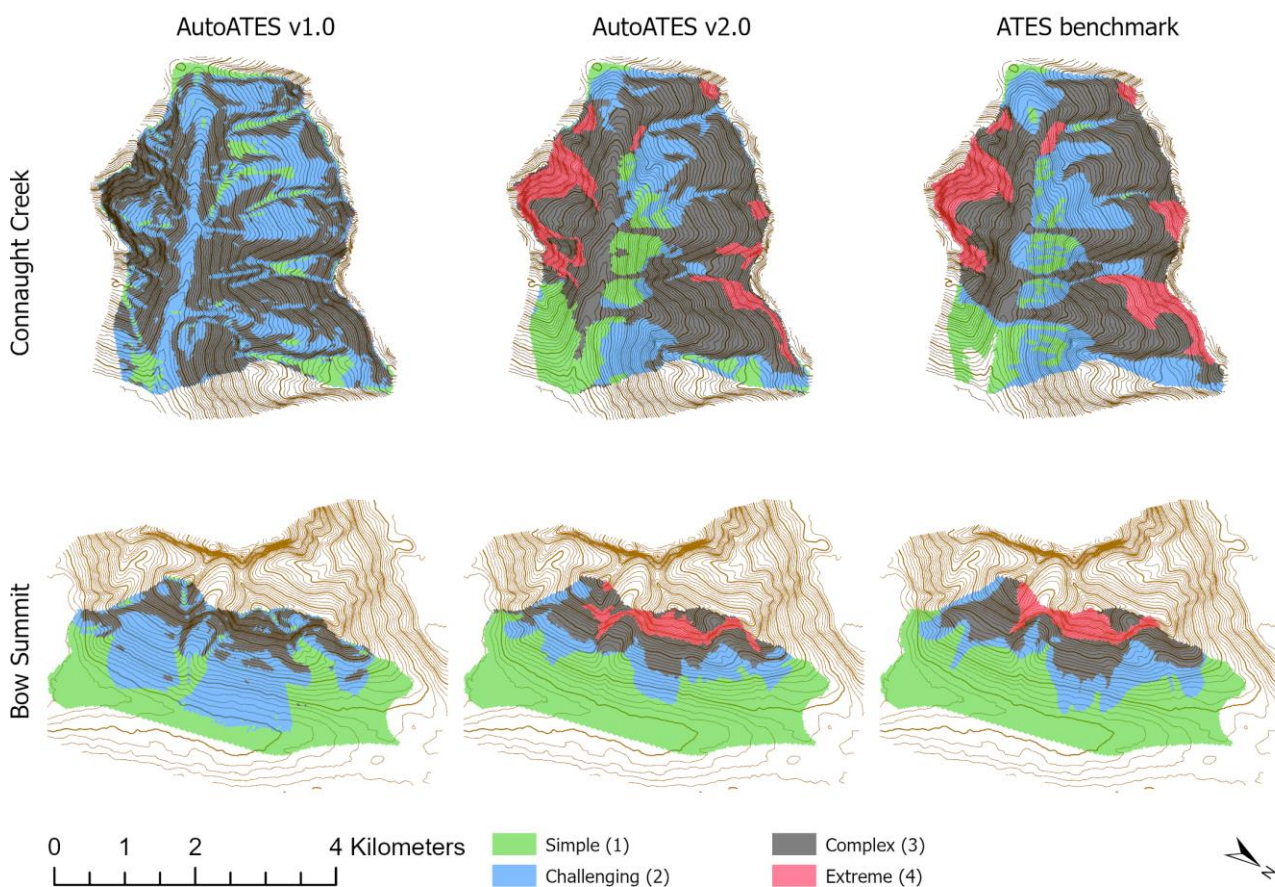 AutoATES v1.0
AutoATES v2.0
ATES benchmark
Connaught Creek
Bow Summit
0 1 2 4 Kilometers
Simple (1)
Challenging (2)
Complex (3)
Extreme (4)
N